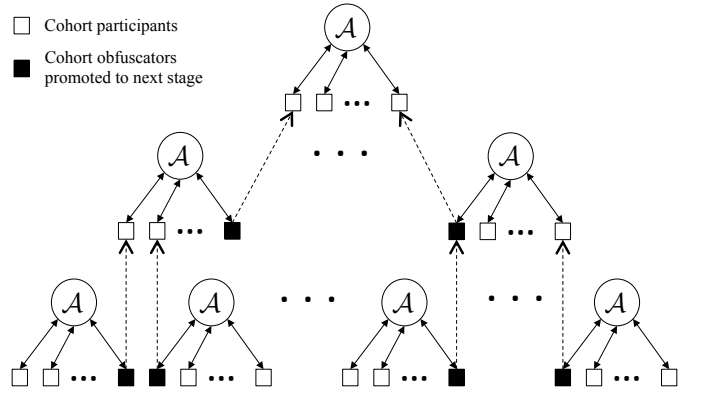 Cohort participants
Cohort obfuscators
promoted to next stage
𝒜
𝒜
𝒜
𝒜
𝒜
𝒜
𝒜